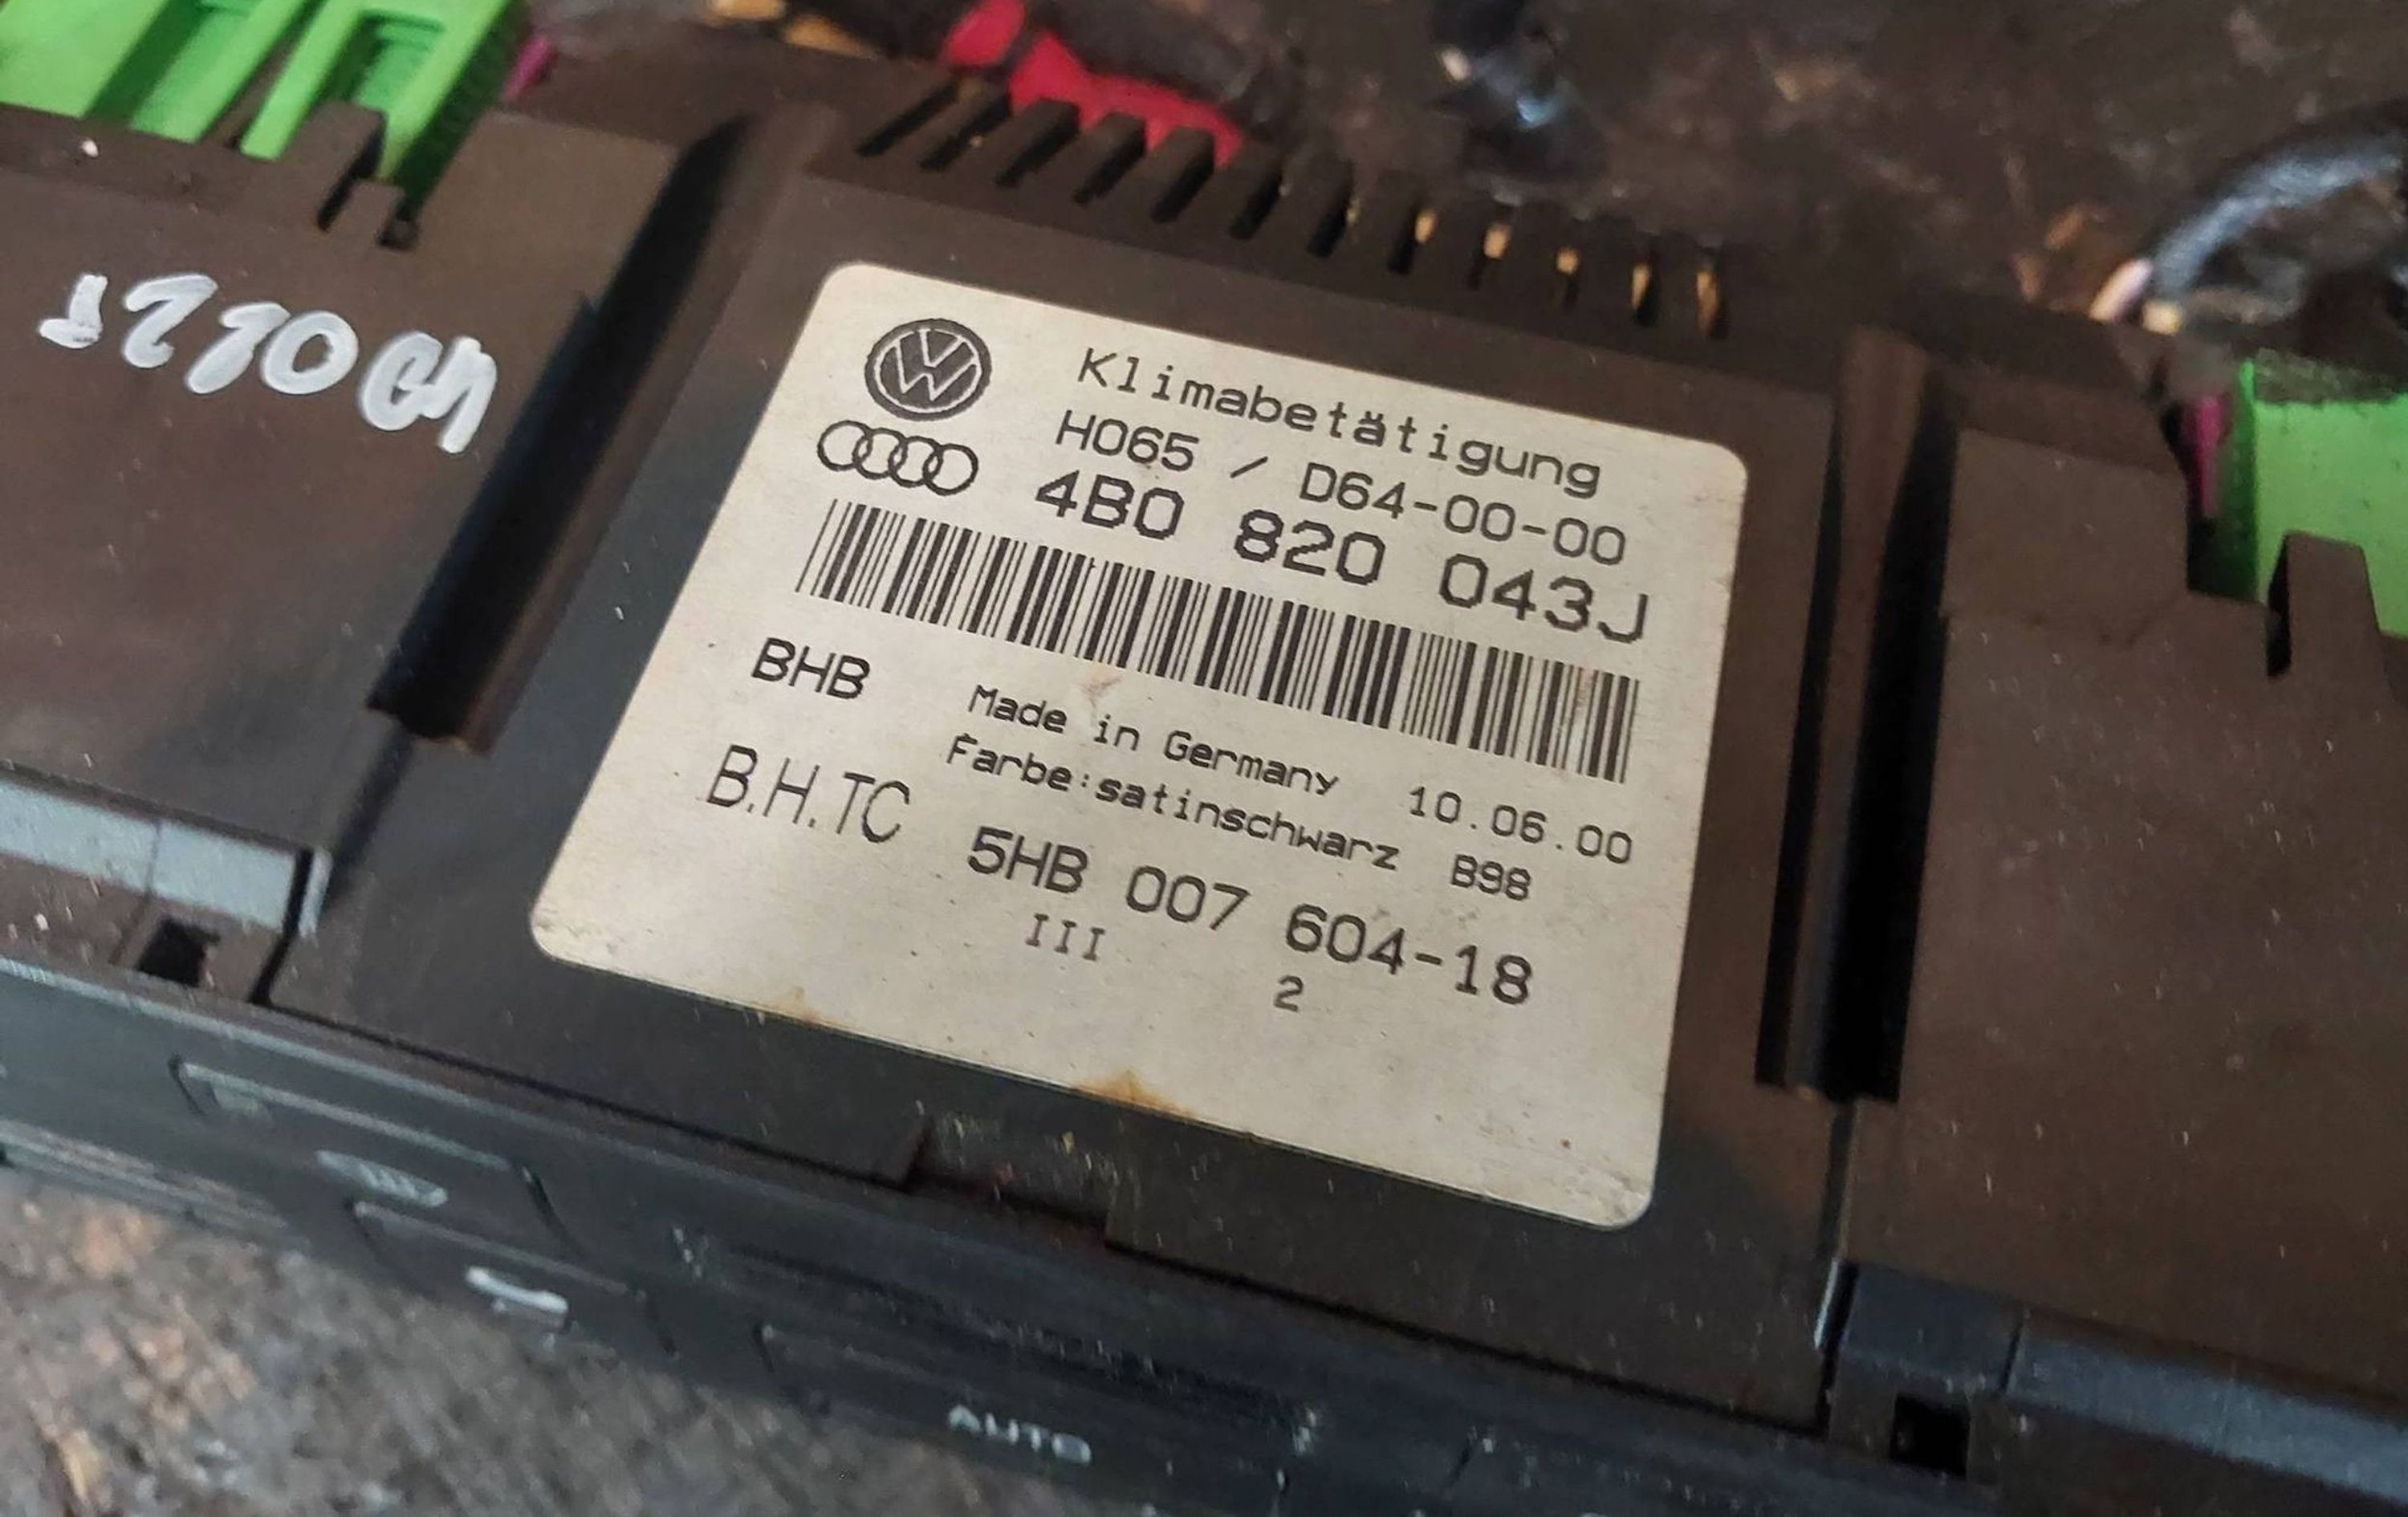 Klimabetätigung
H065 / D64-00-00
4B0 820 043J
BHB
Made in Germany 10.06.00
Farbe:satinschwarz B98
B.H.TC
5HB 007 604-18
III 2
AUTO